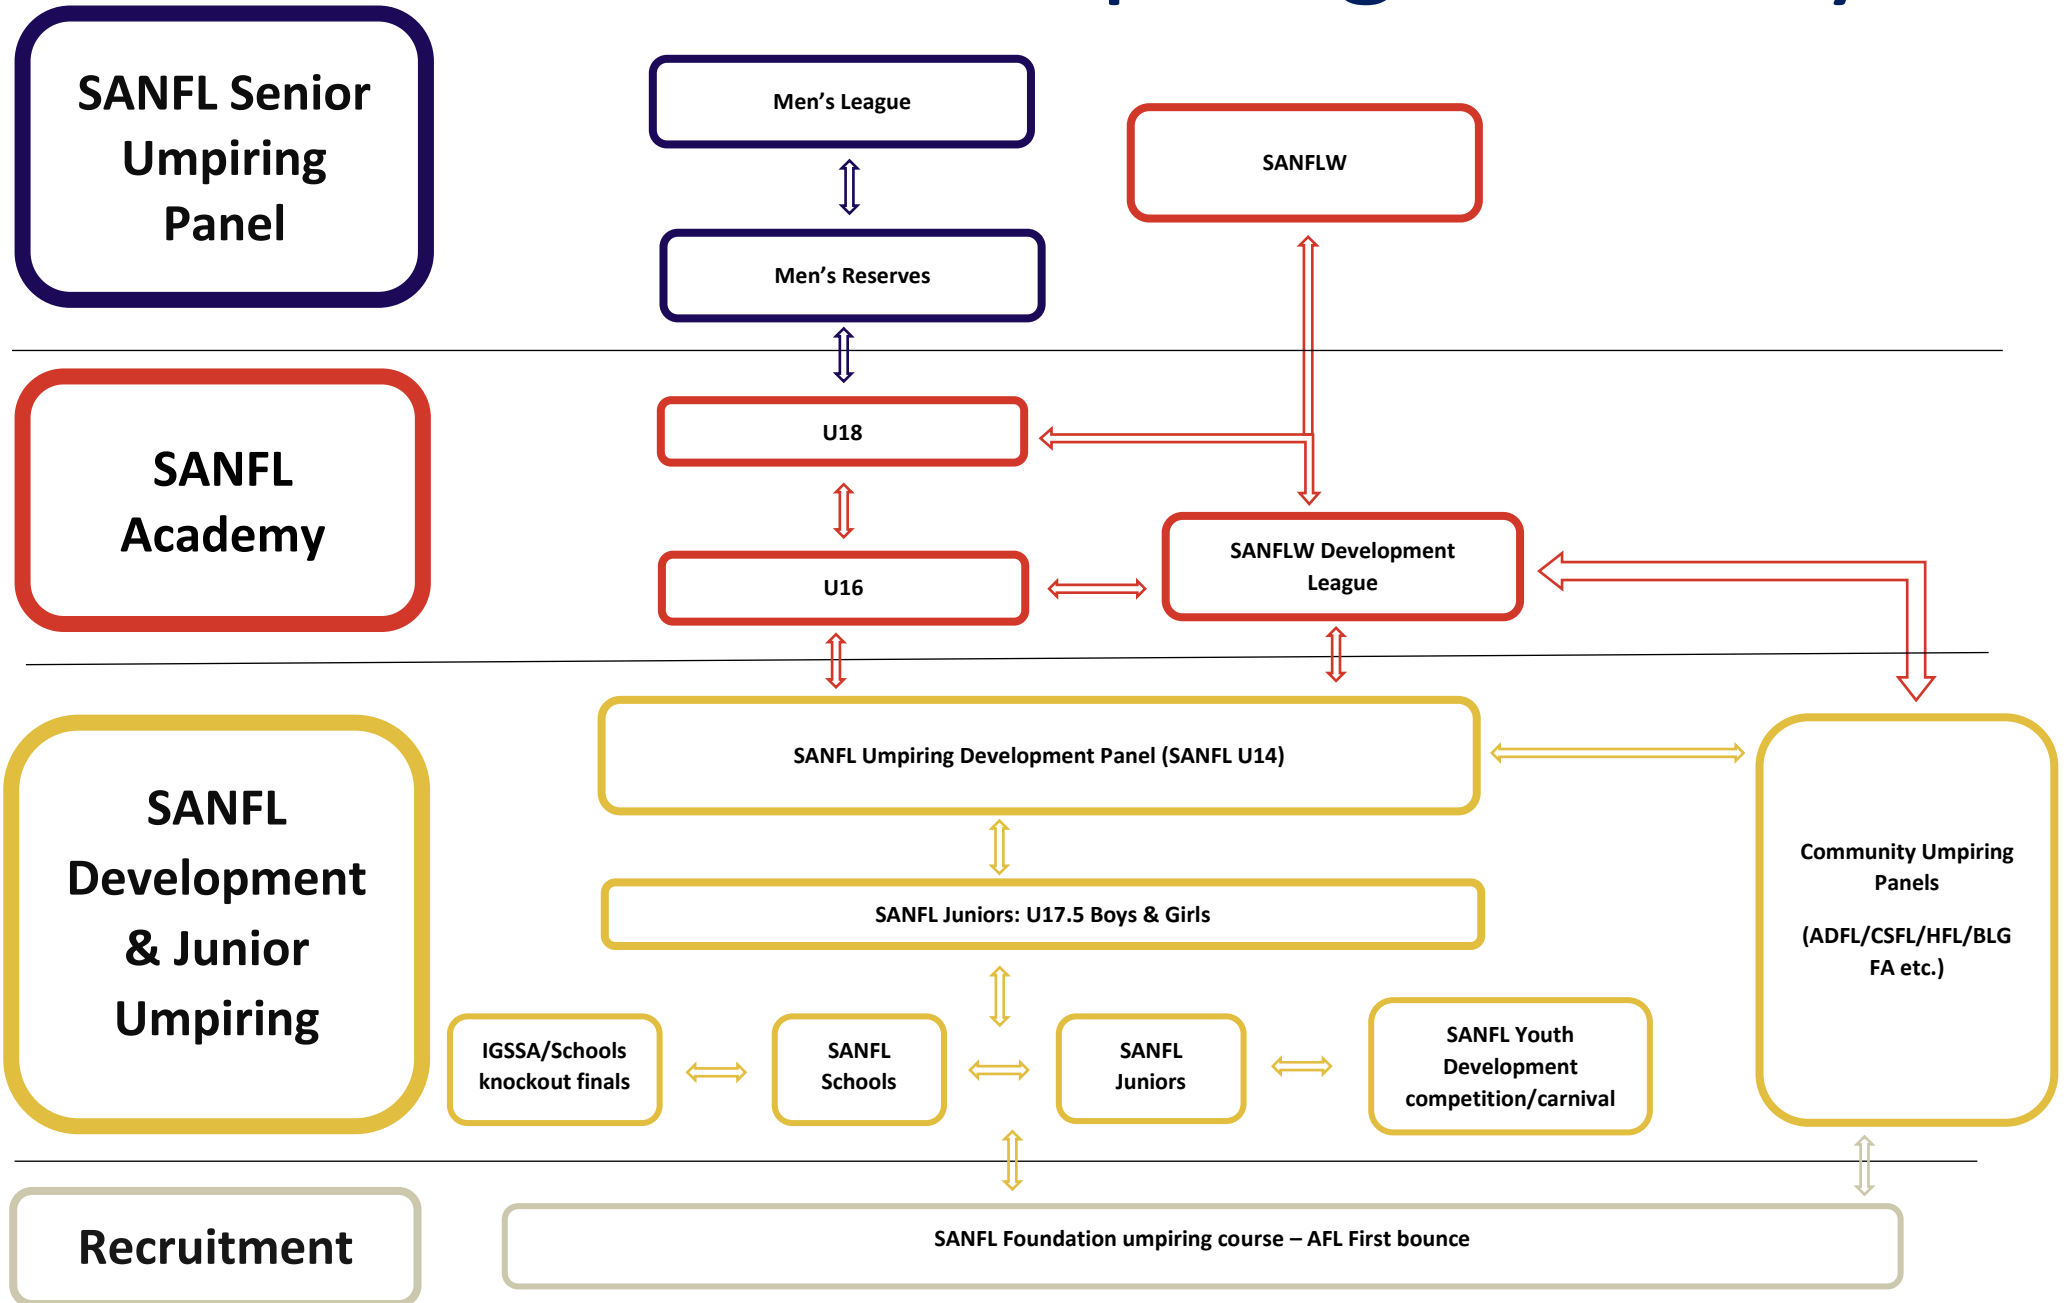 SANFL Senior
Umpiring
Panel
Men's League
SANFLW
Men's Reserves
SANFL
Academy
U18
U16
SANFLW Development
League
SANFL
Development
& Junior
Umpiring
SANFL Umpiring Development Panel (SANFL U14)
SANFL Juniors: U17.5 Boys & Girls
IGSSA/Schools
knockout finals
SANFL
Schools
SANFL
Juniors
SANFL Youth
Development
competition/carnival
Community Umpiring
Panels
(ADFL/CSFL/HFL/BLG
FA etc.)
Recruitment
SANFL Foundation umpiring course – AFL First bounce